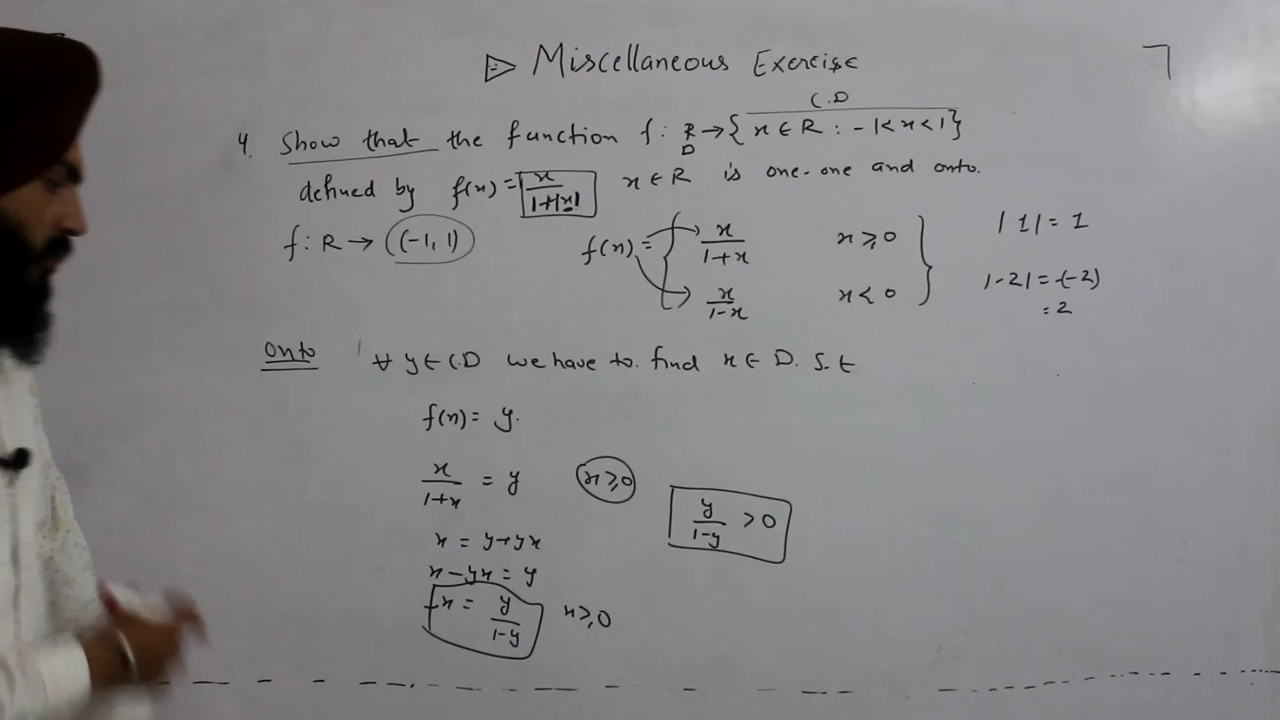 Miscellaneous Exercise
C.D
4. Show that the function f: R→{ x ∈ R : -1<x<1}
D
defined by f(x) = x/(1+|x|) x ∈ R is one-one and onto.
f: R → (-1, 1)
f(x) = { x/(1+x) x ≥ 0
x/(1-x) x < 0 }
|1| = 1
|-2| = -(-2)
= 2
Onto ∀ y ∈ C.D we have to find x ∈ D. S.t
f(x) = y.
x/(1+x) = y x ≥ 0
y/(1-y) > 0
x = y+yx
x-yx = y
x = y/(1-y) x ≥ 0